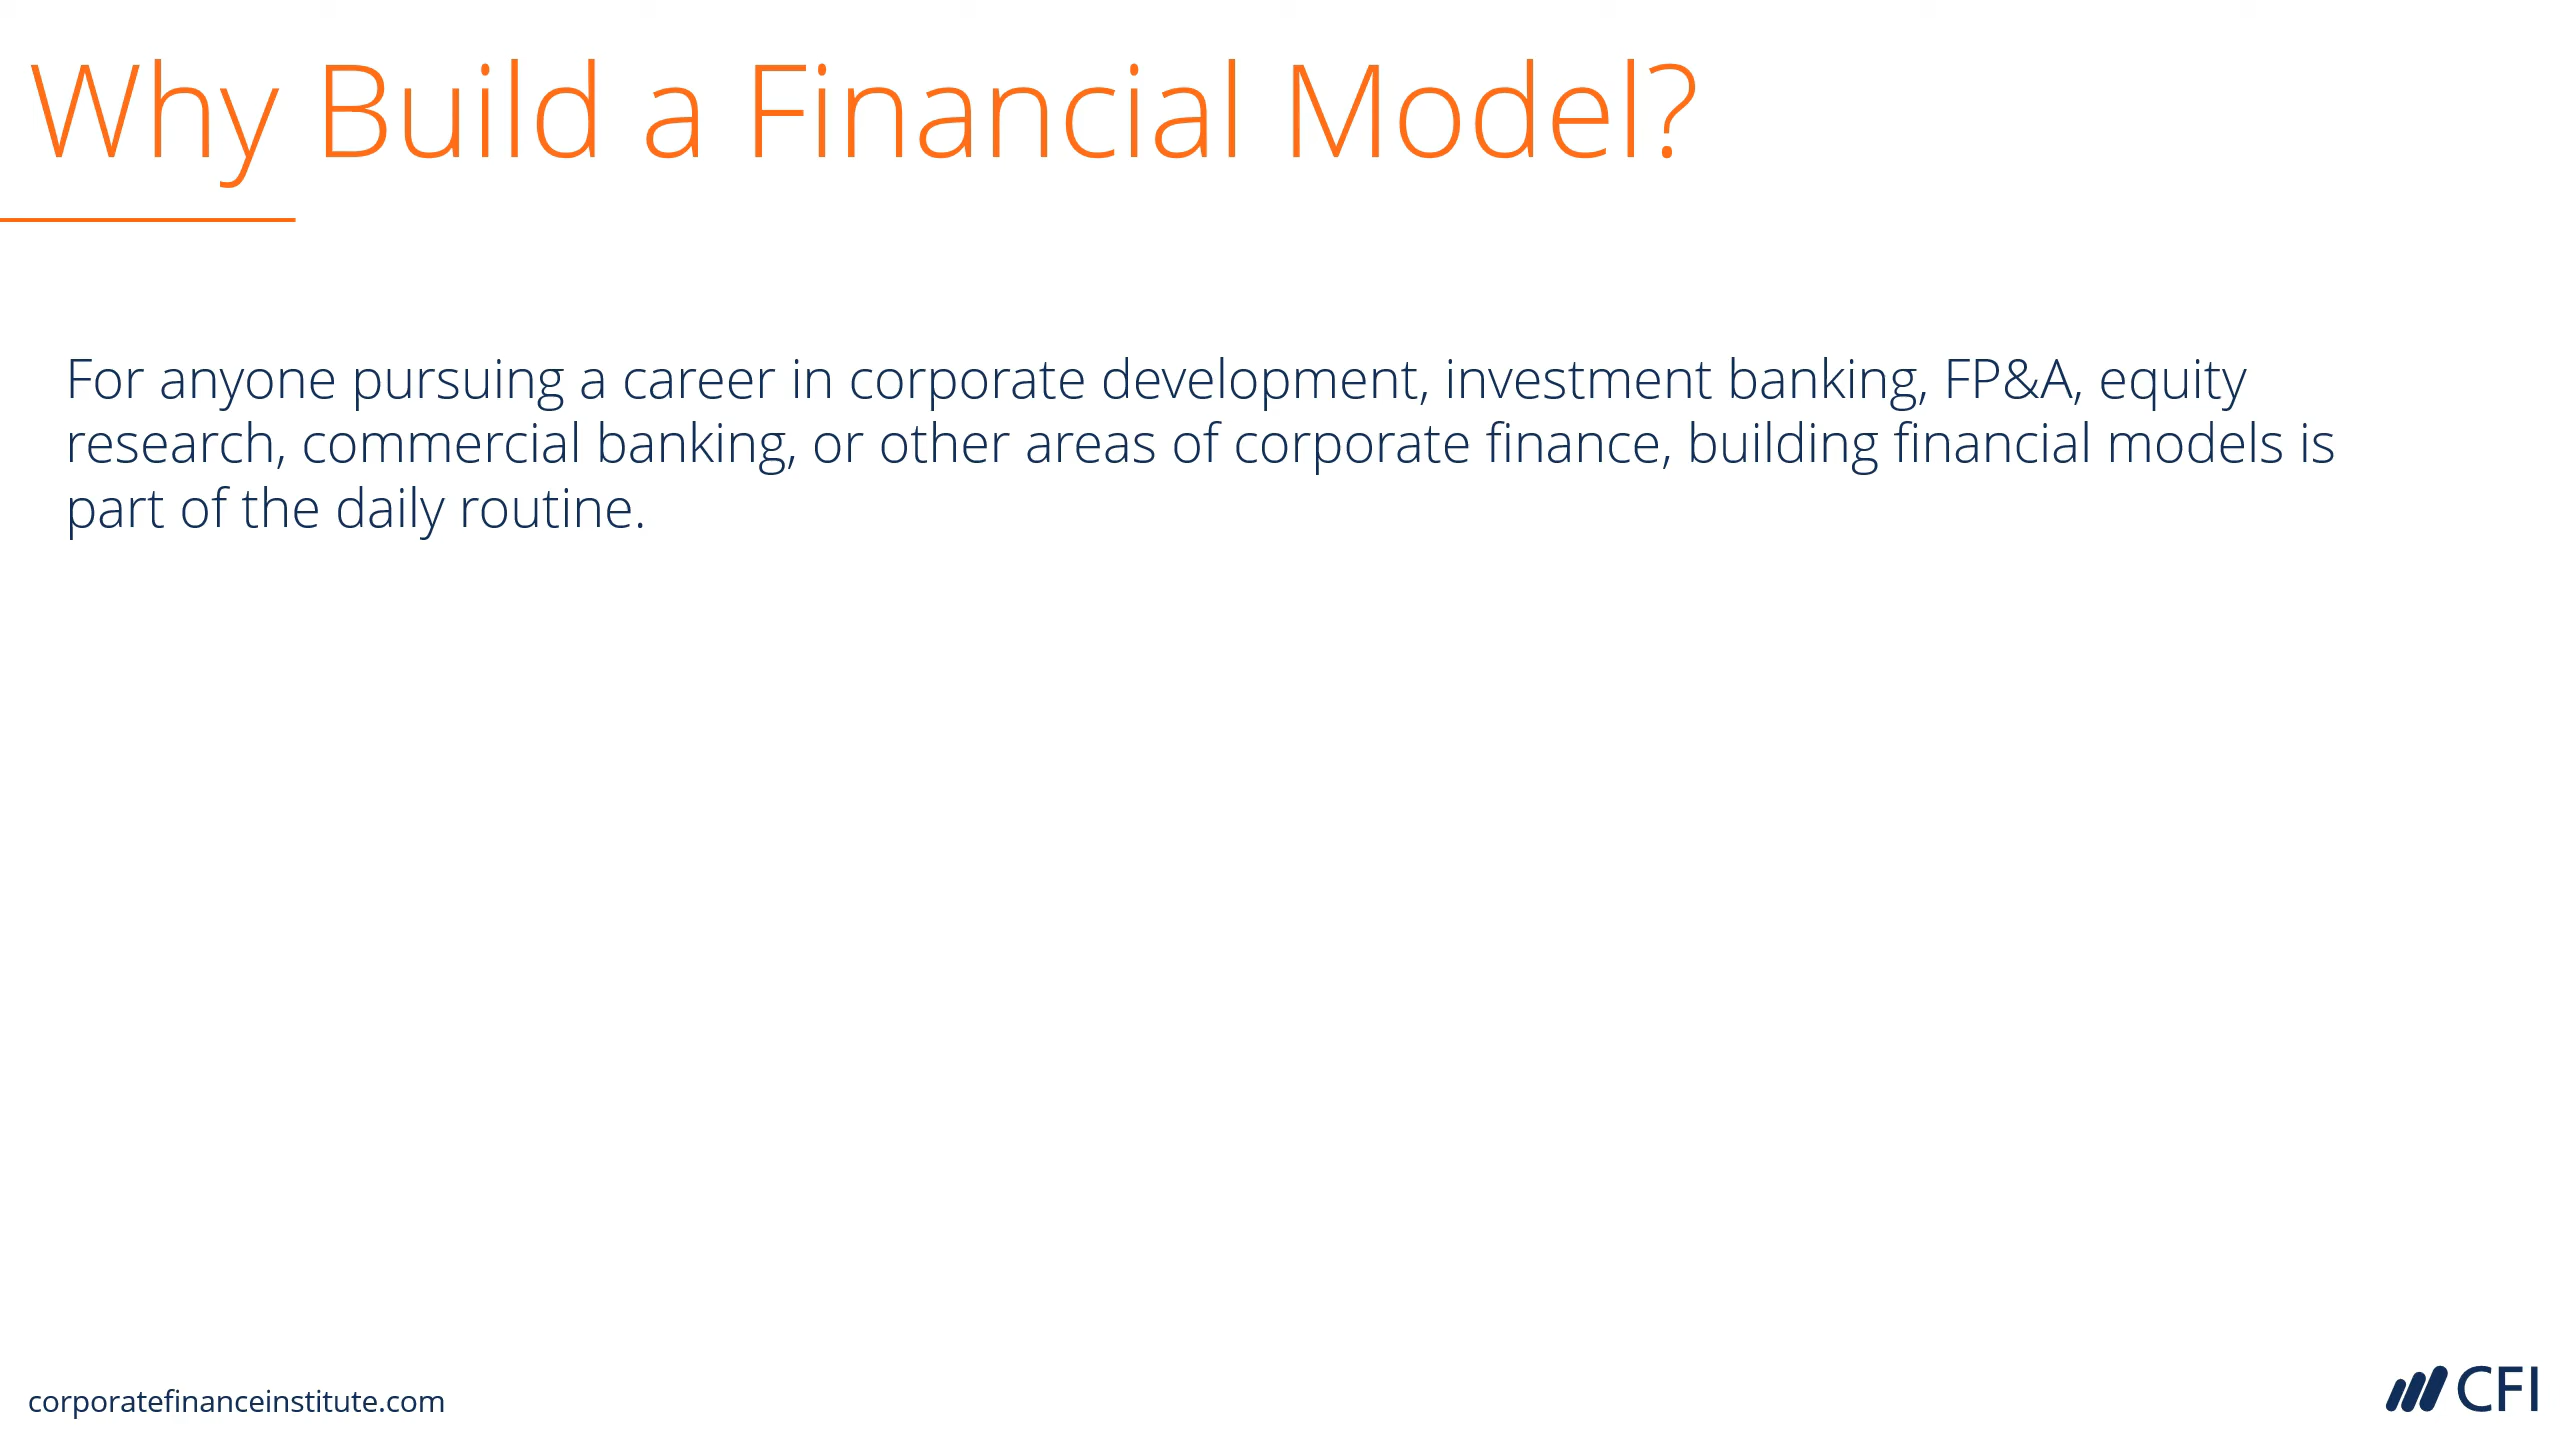 Why Build a Financial Model?
For anyone pursuing a career in corporate development, investment banking, FP&A, equity
research, commercial banking, or other areas of corporate finance, building financial models is
part of the daily routine.
corporatefinanceinstitute.com
CFI